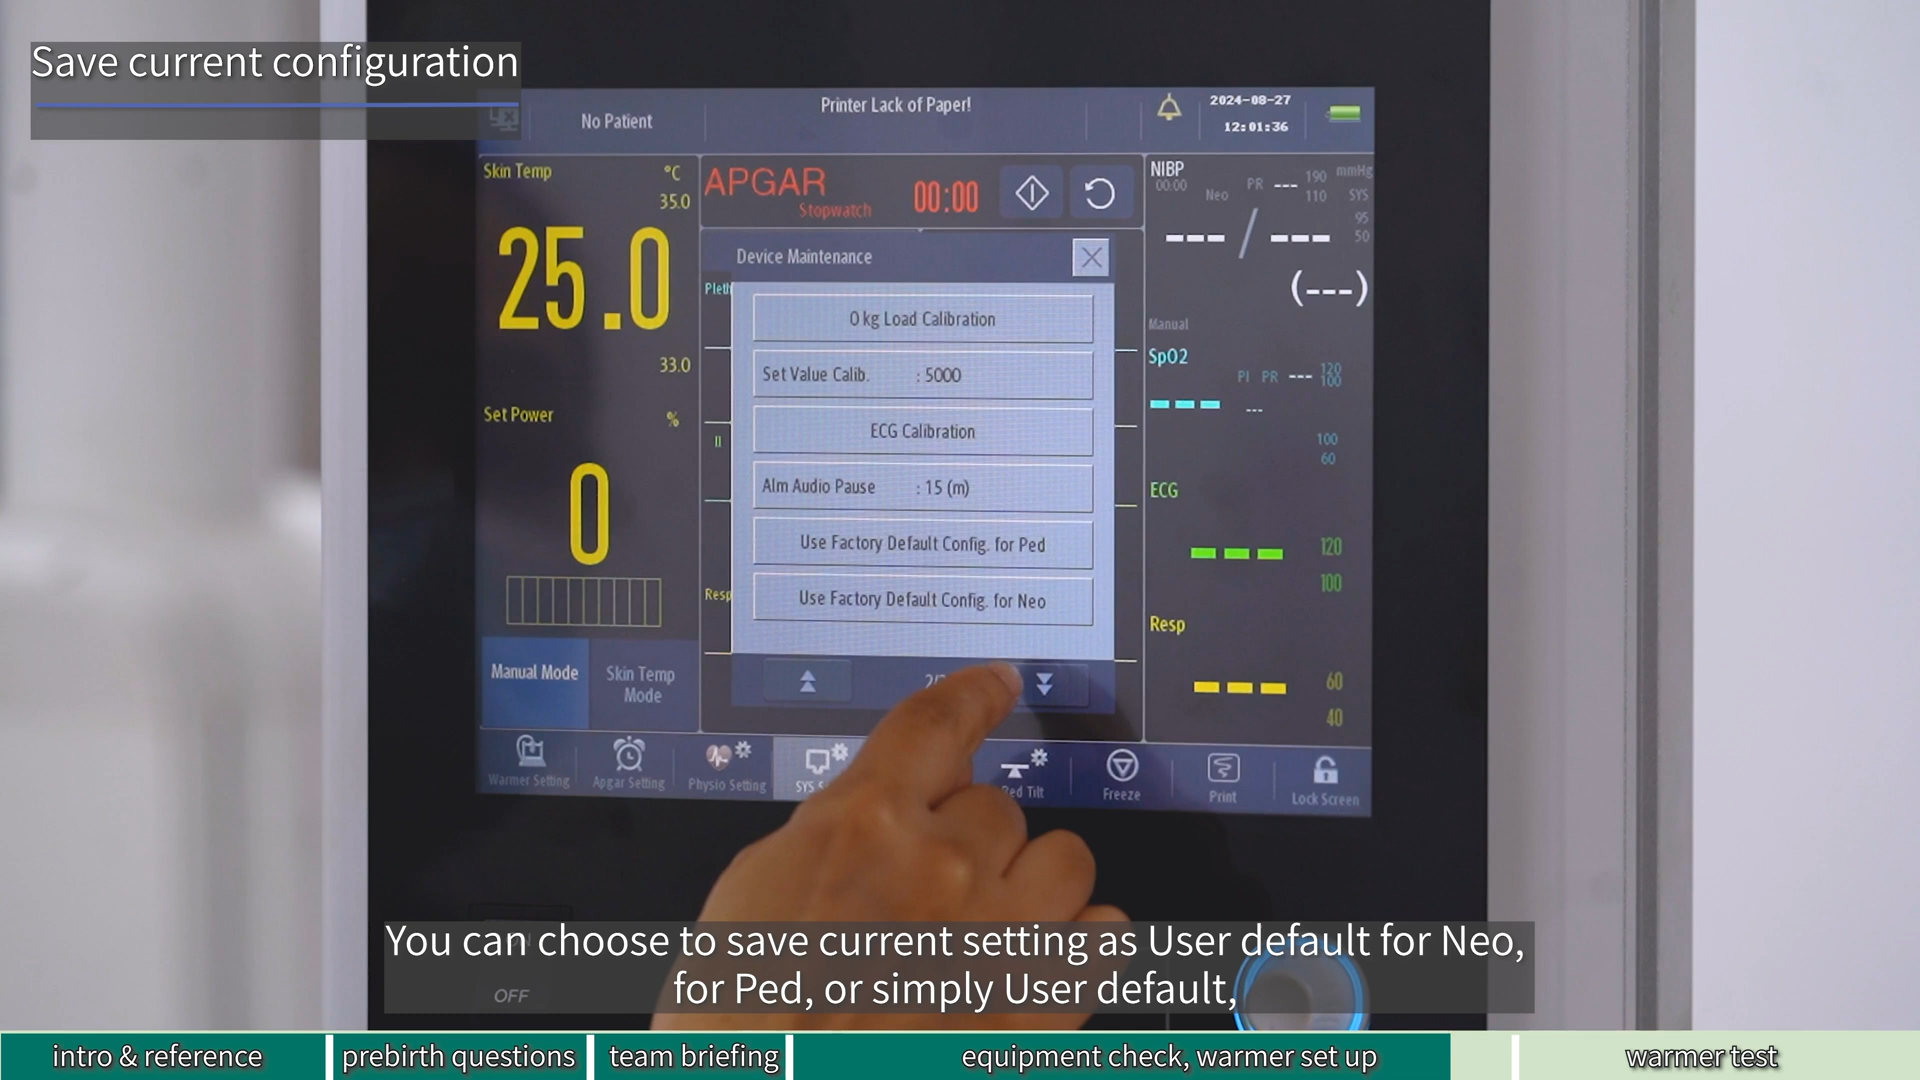 Save current configuration
No Patient
Printer Lack of Paper!
2024-08-27
12:01:36
Skin Temp
°C
35.0
25.0
33.0
Set Power
%
0
Manual Mode
Skin Temp
Mode
APGAR
Stopwatch
00:00
Device Maintenance
Pleth
II
Resp
0 kg Load Calibration
Set Value Calib. : 5000
ECG Calibration
Alm Audio Pause : 15 (m)
Use Factory Default Config. for Ped
Use Factory Default Config. for Neo
NIBP
00:00
Neo
PR ---
190
110
mmHg
SYS
95
50
--- / ---
(---)
Manual
SpO2
PI PR ---
120
100
---
---
100
60
ECG
---
120
100
Resp
---
60
40
Warmer Setting
Apgar Setting
Physio Setting
SYS
Bed Tilt
Freeze
Print
Lock Screen
You can choose to save current setting as User default for Neo,
for Ped, or simply User default,
OFF
intro & reference
prebirth questions
team briefing
equipment check, warmer set up
warmer test